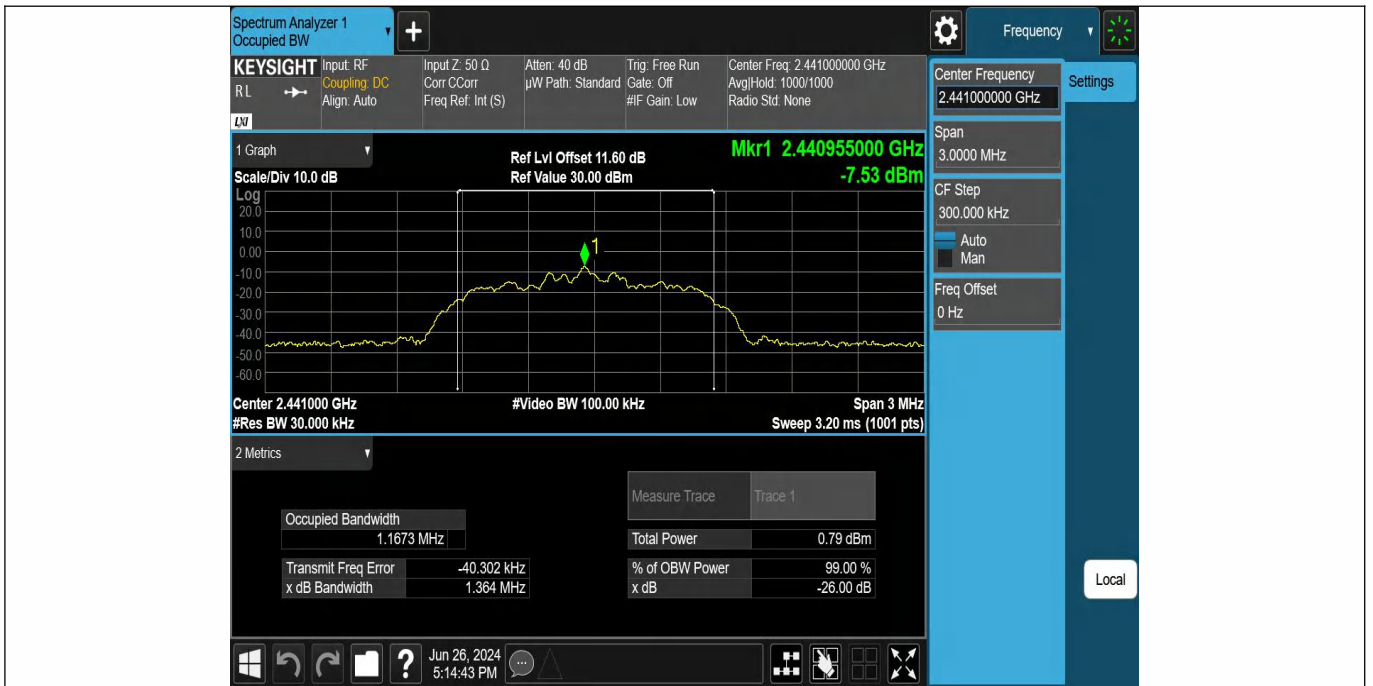 Spectrum Analyzer 1
Occupied BW
Frequency
KEYSIGHT
RL
LXI
Input: RF
Coupling: DC
Align: Auto
Input Z: 50 Ω
Corr CCorr
Freq Ref: Int (S)
Atten: 40 dB
µW Path: Standard
Trig: Free Run
Gate: Off
#IF Gain: Low
Center Freq: 2.441000000 GHz
Avg|Hold: 1000/1000
Radio Std: None
Center Frequency
2.441000000 GHz
Settings
Span
3.0000 MHz
CF Step
300.000 kHz
Auto
Man
Freq Offset
0 Hz
Local
1 Graph
Scale/Div 10.0 dB
Ref Lvl Offset 11.60 dB
Ref Value 30.00 dBm
Mkr1 2.440955000 GHz
-7.53 dBm
Log
20.0
10.0
0.00
-10.0
-20.0
-30.0
-40.0
-50.0
-60.0
1
Center 2.441000 GHz
#Video BW 100.00 kHz
Span 3 MHz
#Res BW 30.000 kHz
Sweep 3.20 ms (1001 pts)
2 Metrics
Measure Trace
Trace 1
Occupied Bandwidth
1.1673 MHz
Total Power
0.79 dBm
Transmit Freq Error
-40.302 kHz
% of OBW Power
99.00 %
x dB Bandwidth
1.364 MHz
x dB
-26.00 dB
?
Jun 26, 2024
5:14:43 PM